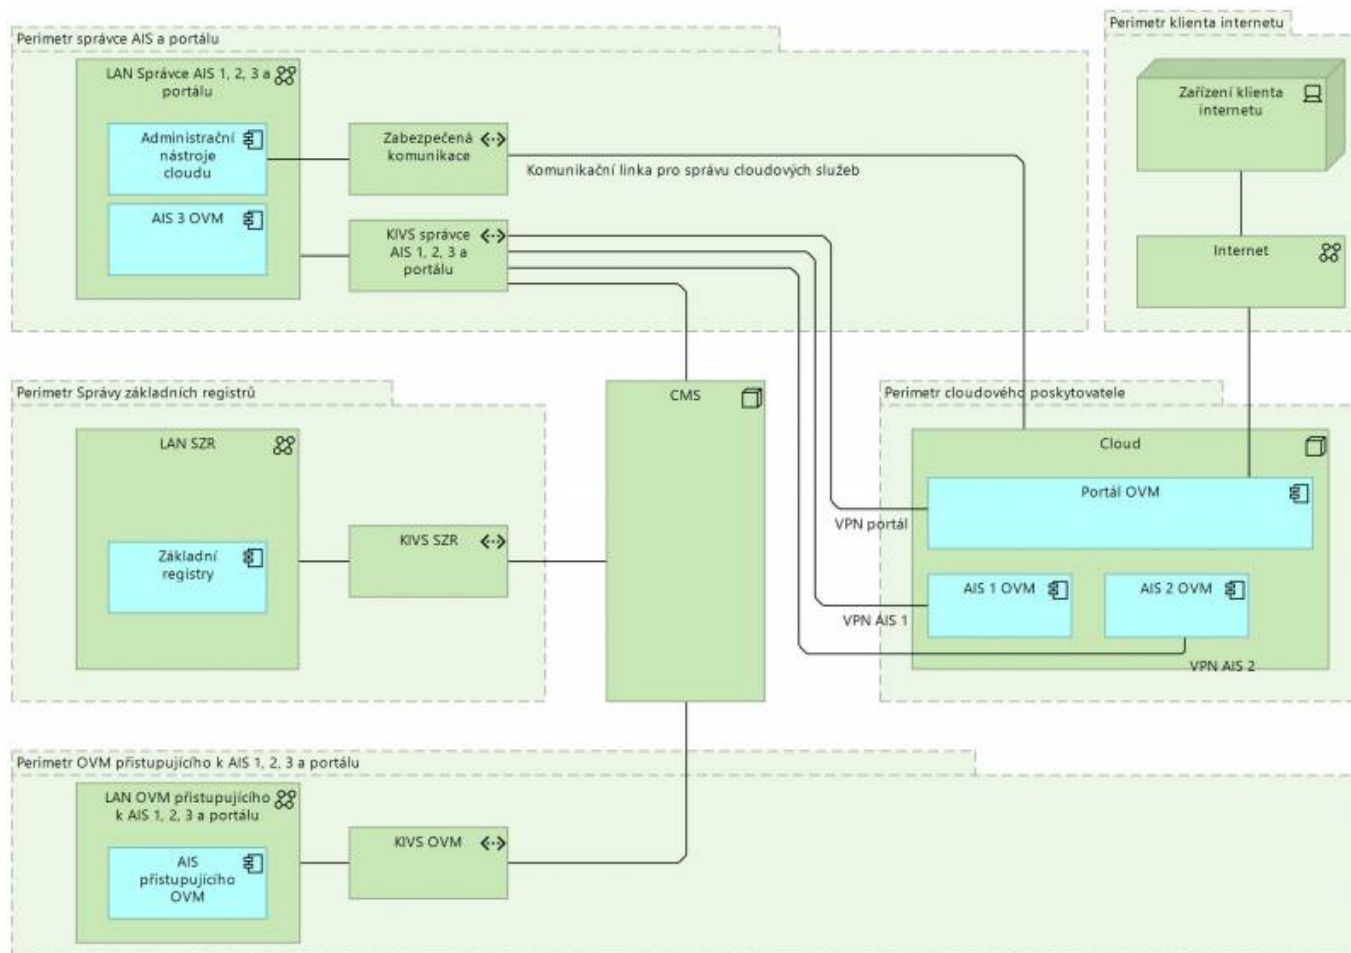 Perimetr správce AIS a portálu
LAN Správce AIS 1, 2, 3 a
portálu
Administrační
nástroje
cloudu
AIS 3 OVM
Zabezpečená
komunikace
Komunikační linka pro správu cloudových služeb
KIVS správce
AIS 1, 2, 3 a
portálu
Perimetr klienta internetu
Zařízení klienta
internetu
Internet
Perimetr Správy základních registrů
LAN SZR
Základní
registry
KIVS SZR
CMS
Perimetr cloudového poskytovatele
Cloud
Portál OVM
VPN portál
AIS 1 OVM
AIS 2 OVM
VPN AIS 1
VPN AIS 2
Perimetr OVM přistupujícího k AIS 1, 2, 3 a portálu
LAN OVM přistupujícího
k AIS 1, 2, 3 a portálu
AIS
přistupujícího
OVM
KIVS OVM